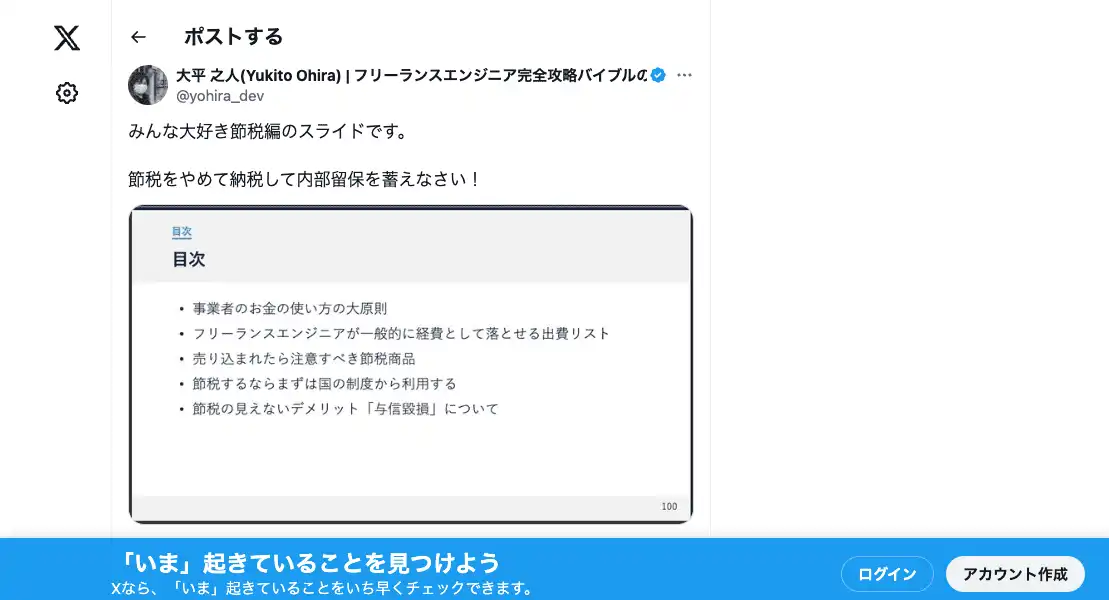 ポストする
大平 之人(Yukito Ohira) | フリーランスエンジニア完全攻略バイブルの
@yohira_dev
みんな大好き節税編のスライドです。
節税をやめて納税して内部留保を蓄えなさい！
目次
目次
• 事業者のお金の使い方の大原則
• フリーランスエンジニアが一般的に経費として落とせる出費リスト
• 売り込まれたら注意すべき節税商品
• 節税するならまずは国の制度から利用する
• 節税の見えないデメリット「与信毀損」について
100
「いま」起きていることを見つけよう
Xなら、「いま」起きていることをいち早くチェックできます。
ログイン
アカウント作成